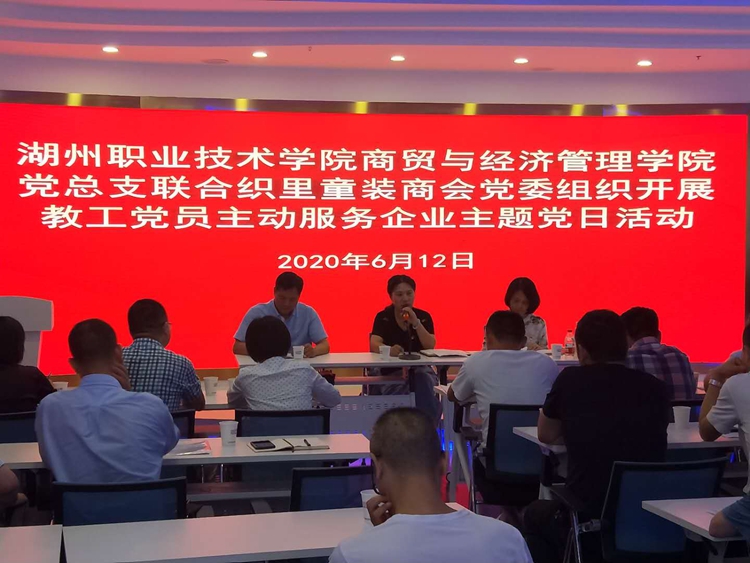 湖州职业技术学院商贸与经济管理学院
党总支联合织里童装商会党委组织开展
教工党员主动服务企业主题党日活动
2020年6月12日